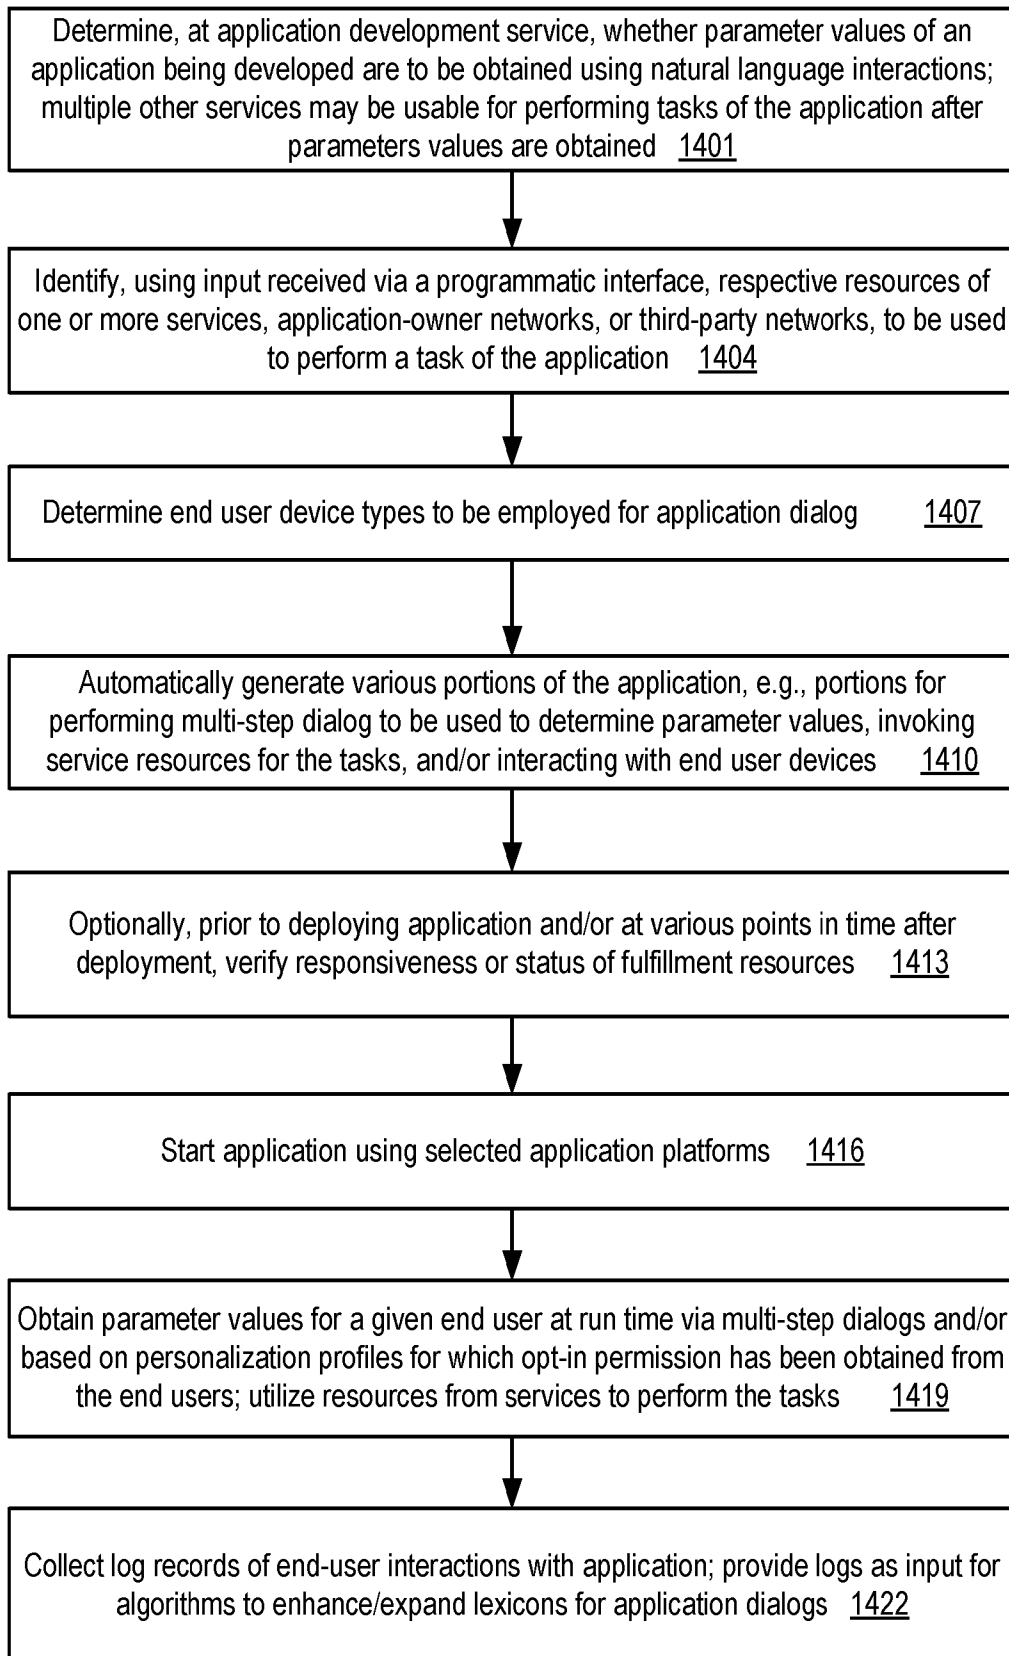 Determine, at application development service, whether parameter values of an
application being developed are to be obtained using natural language interactions;
multiple other services may be usable for performing tasks of the application after
parameters values are obtained 1401
Identify, using input received via a programmatic interface, respective resources of
one or more services, application-owner networks, or third-party networks, to be used
to perform a task of the application 1404
Determine end user device types to be employed for application dialog 1407
Automatically generate various portions of the application, e.g., portions for
performing multi-step dialog to be used to determine parameter values, invoking
service resources for the tasks, and/or interacting with end user devices 1410
Optionally, prior to deploying application and/or at various points in time after
deployment, verify responsiveness or status of fulfillment resources 1413
Start application using selected application platforms 1416
Obtain parameter values for a given end user at run time via multi-step dialogs and/or
based on personalization profiles for which opt-in permission has been obtained from
the end users; utilize resources from services to perform the tasks 1419
Collect log records of end-user interactions with application; provide logs as input for
algorithms to enhance/expand lexicons for application dialogs 1422